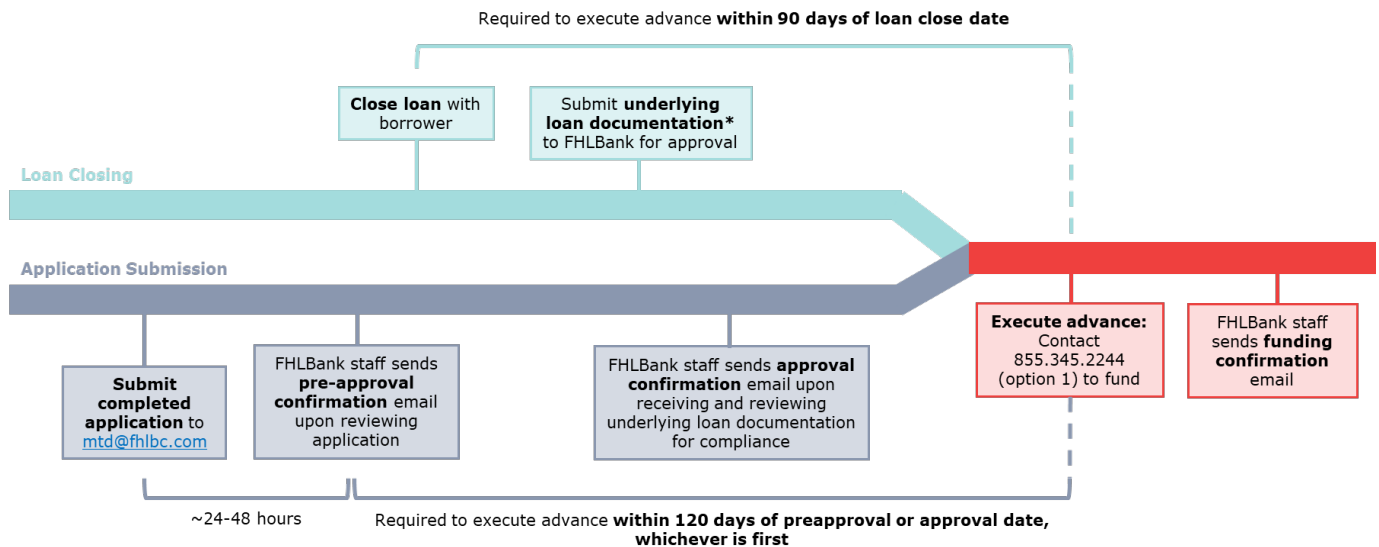 Required to execute advance within 90 days of loan close date
Close loan with
borrower
Submit underlying
loan documentation*
to FHLBank for approval
Loan Closing
Application Submission
Submit
completed
application to
mtd@fhlbc.com
FHLBank staff sends
pre-approval
confirmation email
upon reviewing
application
FHLBank staff sends approval
confirmation email upon
receiving and reviewing
underlying loan documentation
for compliance
Execute advance:
Contact
855.345.2244
(option 1) to fund
FHLBank staff
sends funding
confirmation
email
~24-48 hours
Required to execute advance within 120 days of preapproval or approval date,
whichever is first